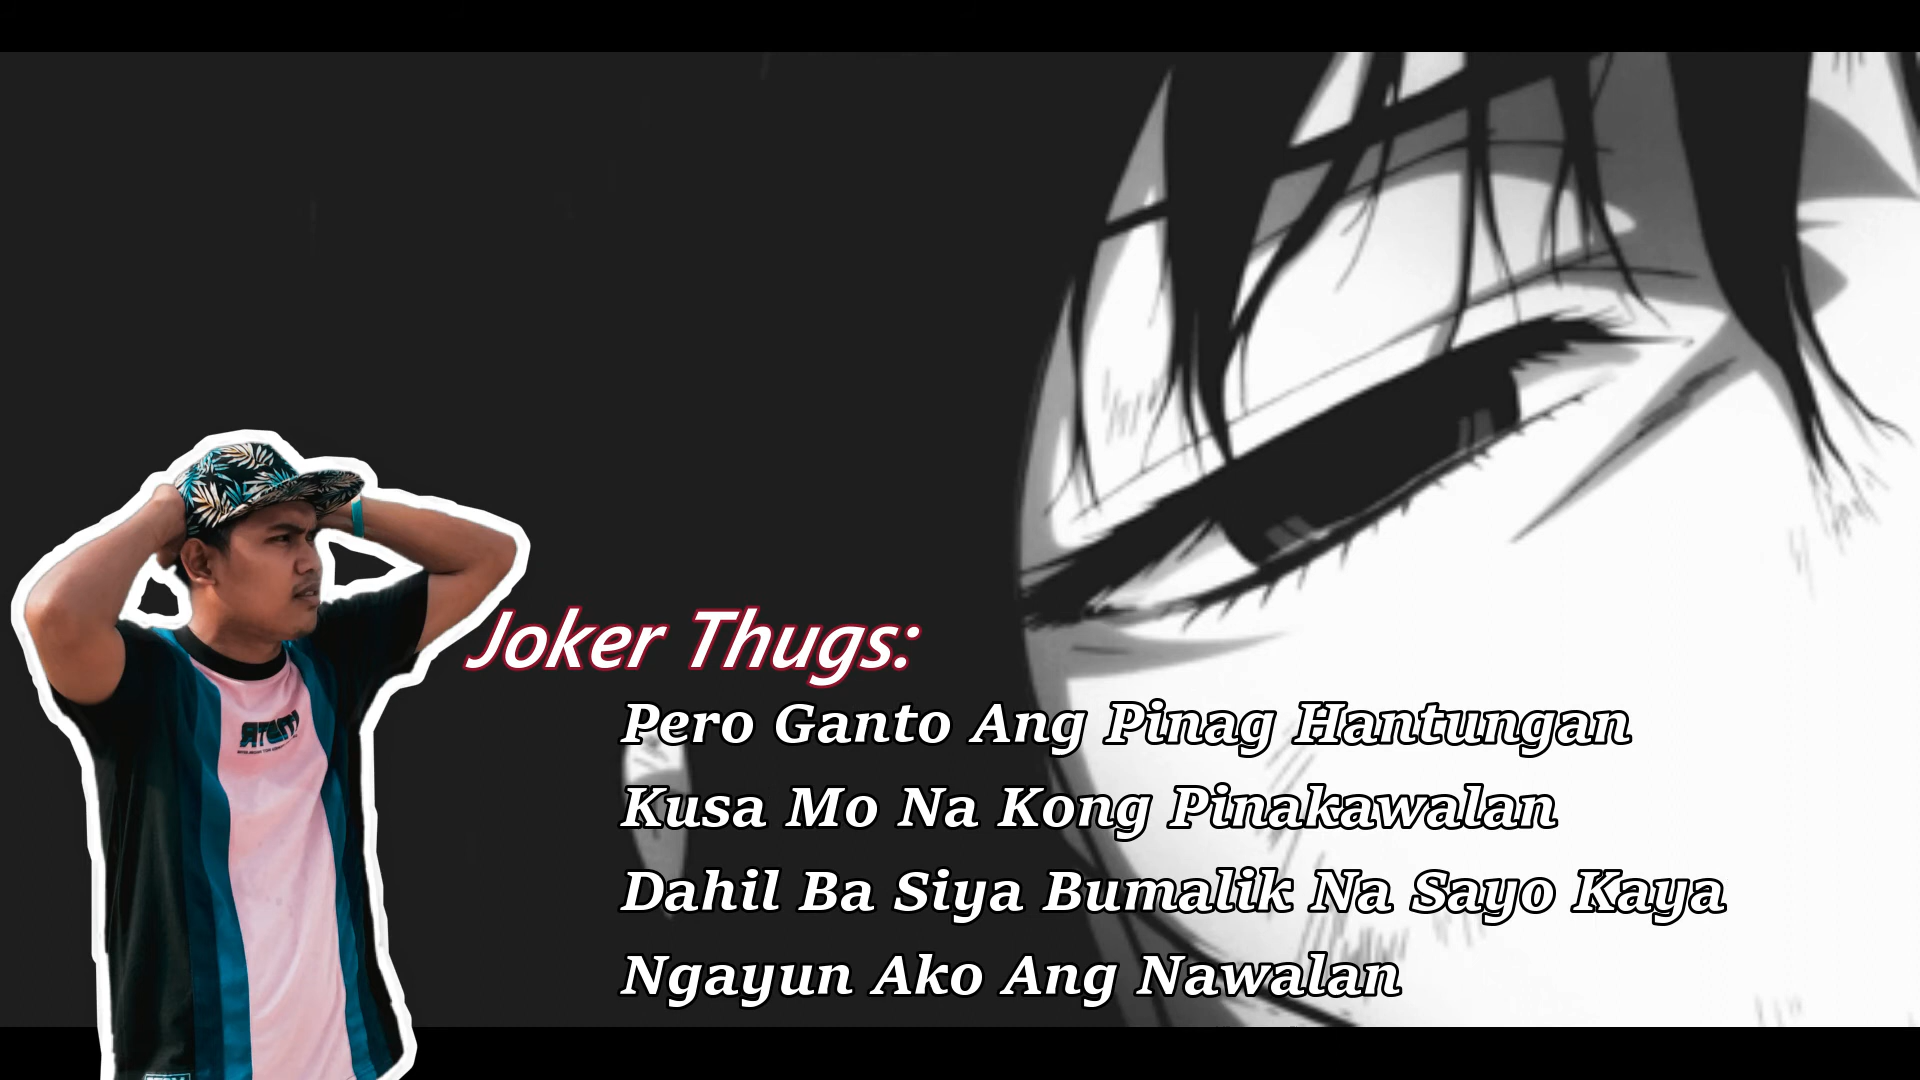 Joker Thugs:
Pero Ganto Ang Pinag Hantungan
Kusa Mo Na Kong Pinakawalan
Dahil Ba Siya Bumalik Na Sayo Kaya
Ngayun Ako Ang Nawalan